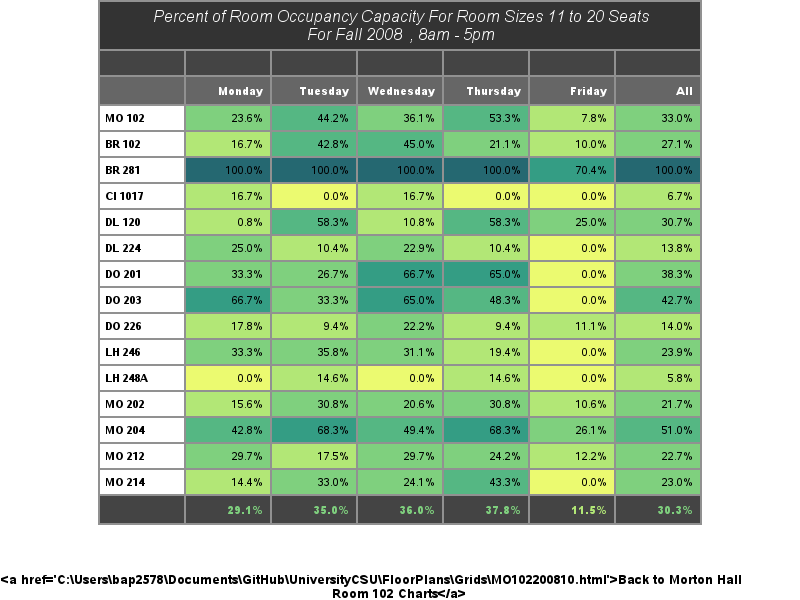 Percent of Room Occupancy Capacity For Room Sizes 11 to 20 Seats
For Fall 2008 , 8am - 5pm
Monday Tuesday Wednesday Thursday Friday All
MO 102 23.6% 44.2% 36.1% 53.3% 7.8% 33.0%
BR 102 16.7% 42.8% 45.0% 21.1% 10.0% 27.1%
BR 281 100.0% 100.0% 100.0% 100.0% 70.4% 100.0%
CI 1017 16.7% 0.0% 16.7% 0.0% 0.0% 6.7%
DL 120 0.8% 58.3% 10.8% 58.3% 25.0% 30.7%
DL 224 25.0% 10.4% 22.9% 10.4% 0.0% 13.8%
DO 201 33.3% 26.7% 66.7% 65.0% 0.0% 38.3%
DO 203 66.7% 33.3% 65.0% 48.3% 0.0% 42.7%
DO 226 17.8% 9.4% 22.2% 9.4% 11.1% 14.0%
LH 246 33.3% 35.8% 31.1% 19.4% 0.0% 23.9%
LH 248A 0.0% 14.6% 0.0% 14.6% 0.0% 5.8%
MO 202 15.6% 30.8% 20.6% 30.8% 10.6% 21.7%
MO 204 42.8% 68.3% 49.4% 68.3% 26.1% 51.0%
MO 212 29.7% 17.5% 29.7% 24.2% 12.2% 22.7%
MO 214 14.4% 33.0% 24.1% 43.3% 0.0% 23.0%
29.1% 35.0% 36.0% 37.8% 11.5% 30.3%
<a href='C:\Users\bap2578\Documents\GitHub\UniversityCSU\FloorPlans\Grids\MO102200810.html'>Back to Morton Hall
Room 102 Charts</a>